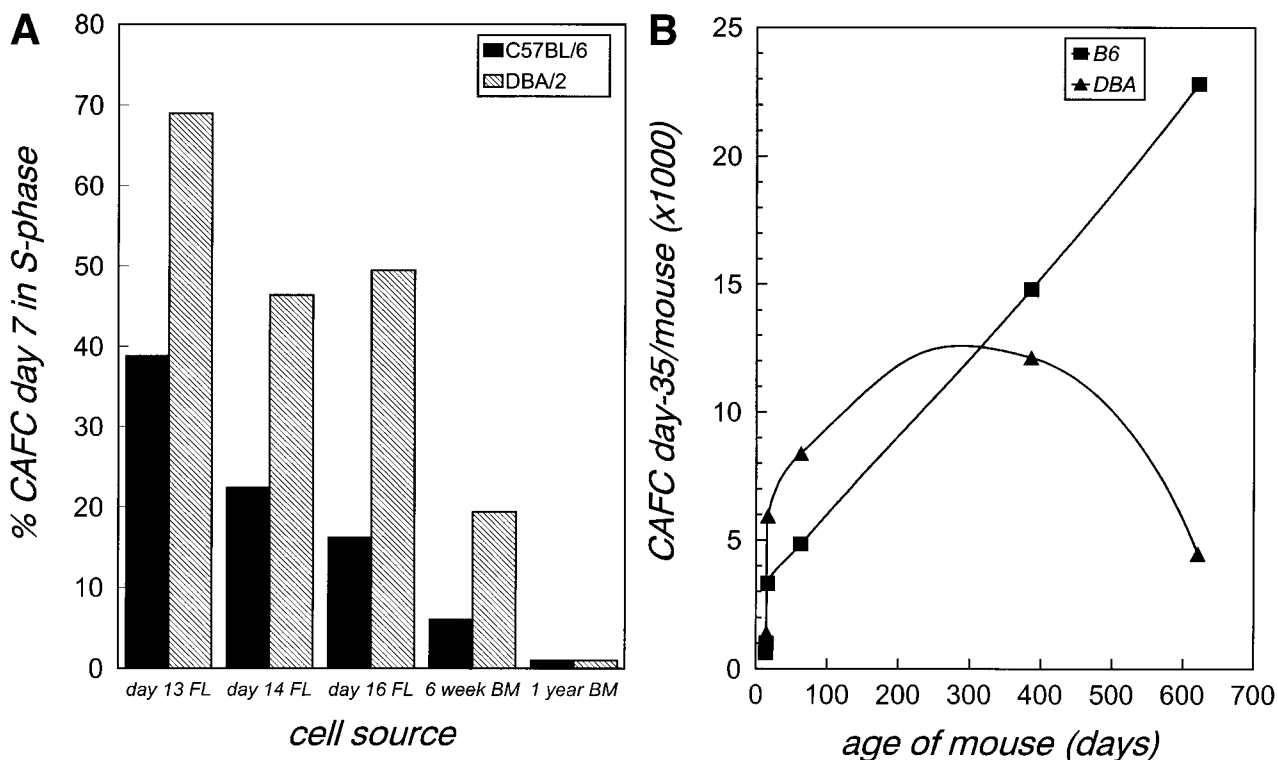 A
% CAFC day 7 in S-phase
80
70
60
50
40
30
20
10
0
C57BL/6
DBA/2
day 13 FL
day 14 FL
day 16 FL
6 week BM
1 year BM
cell source
B
CAFC day-35/mouse (x1000)
25
20
15
10
5
0
B6
DBA
0
100
200
300
400
500
600
700
age of mouse (days)